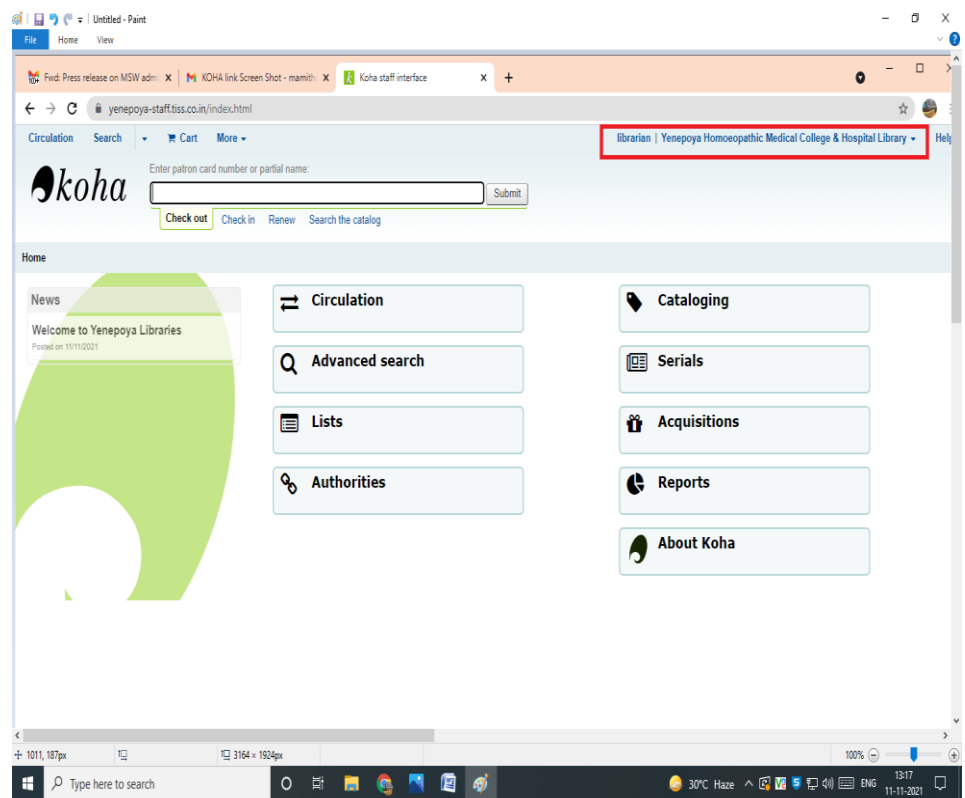 Untitled - Paint
File Home View
Fwd: Press release on MSW adm X M KOHA link Screen Shot - mamith X Koha staff interface X +
yenepoya-staff.tiss.co.in/index.html
Circulation Search Cart More librarian | Yenepoya Homoeopathic Medical College & Hospital Library Help
koha
Enter patron card number or partial name:
Submit
Check out Check in Renew Search the catalog
Home
News
Welcome to Yenepoya Libraries
Posted on 11/11/2021
Circulation
Cataloging
Advanced search
Serials
Lists
Acquisitions
Authorities
Reports
About Koha
1011, 187px 3164 × 1924px 100%
Type here to search 30°C Haze ENG 13:17
11-11-2021